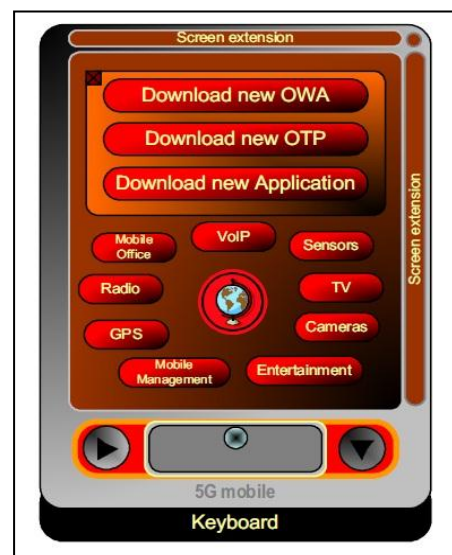 Screen extension
Download new OWA
Download new OTP
Download new Application
Screen extension
VoIP
Mobile
Office
Sensors
Radio
TV
GPS
Cameras
Mobile
Management
Entertainment
5G mobile
Keyboard